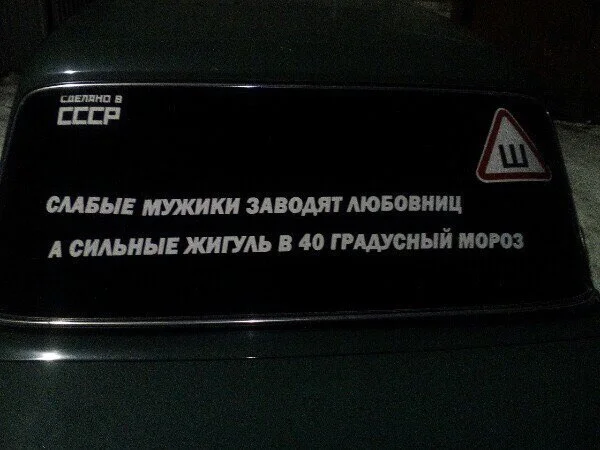 СДЕЛАНО В
СССР
Ш
СЛАБЫЕ МУЖИКИ ЗАВОДЯТ ЛЮБОВНИЦ
А СИЛЬНЫЕ ЖИГУЛЬ В 40 ГРАДУСНЫЙ МОРОЗ